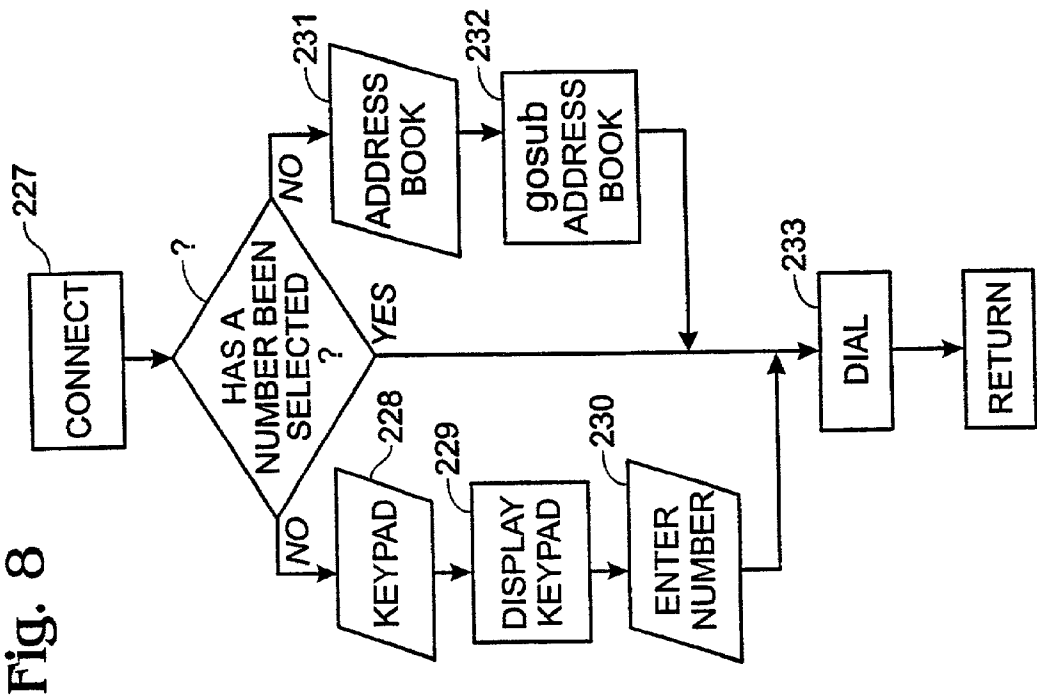 Fig. 8
CONNECT
227
?
HAS A
NUMBER BEEN
SELECTED
?
NO
YES
NO
KEYPAD
228
DISPLAY
KEYPAD
229
ENTER
NUMBER
230
ADDRESS
BOOK
231
gosub
ADDRESS
BOOK
232
DIAL
233
RETURN